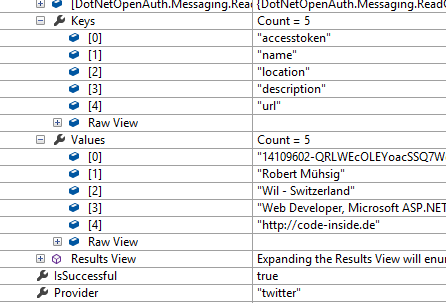 [DotNetOpenAuth.Messaging.Read {DotNetOpenAuth.Messaging.ReadO
Keys Count = 5
[0] "accesstoken"
[1] "name"
[2] "location"
[3] "description"
[4] "url"
Raw View
Values Count = 5
[0] "14109602-QRLWEcOLEYoacSSQ7W
[1] "Robert Mühsig"
[2] "Wil - Switzerland"
[3] "Web Developer, Microsoft ASP.NET
[4] "http://code-inside.de"
Raw View
Results View Expanding the Results View will enu
IsSuccessful true
Provider "twitter"